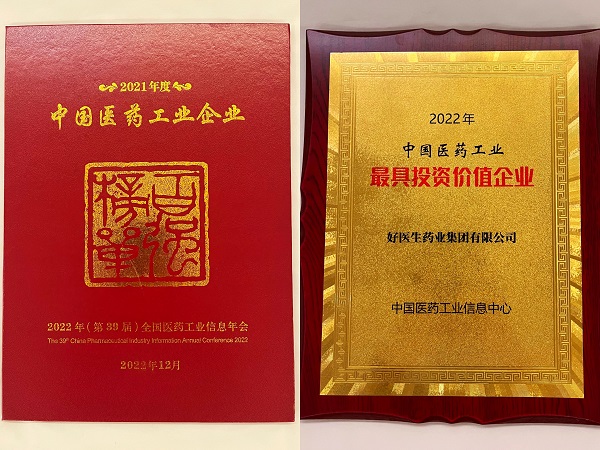 2021年度
中国医药工业企业
百强
榜单
2022年(第39届)全国医药工业信息年会
The 39th China Pharmaceutical Industry Information Annual Conference 2022
2022年12月
2022年
中国医药工业
最具投资价值企业
好医生药业集团有限公司
中国医药工业信息中心